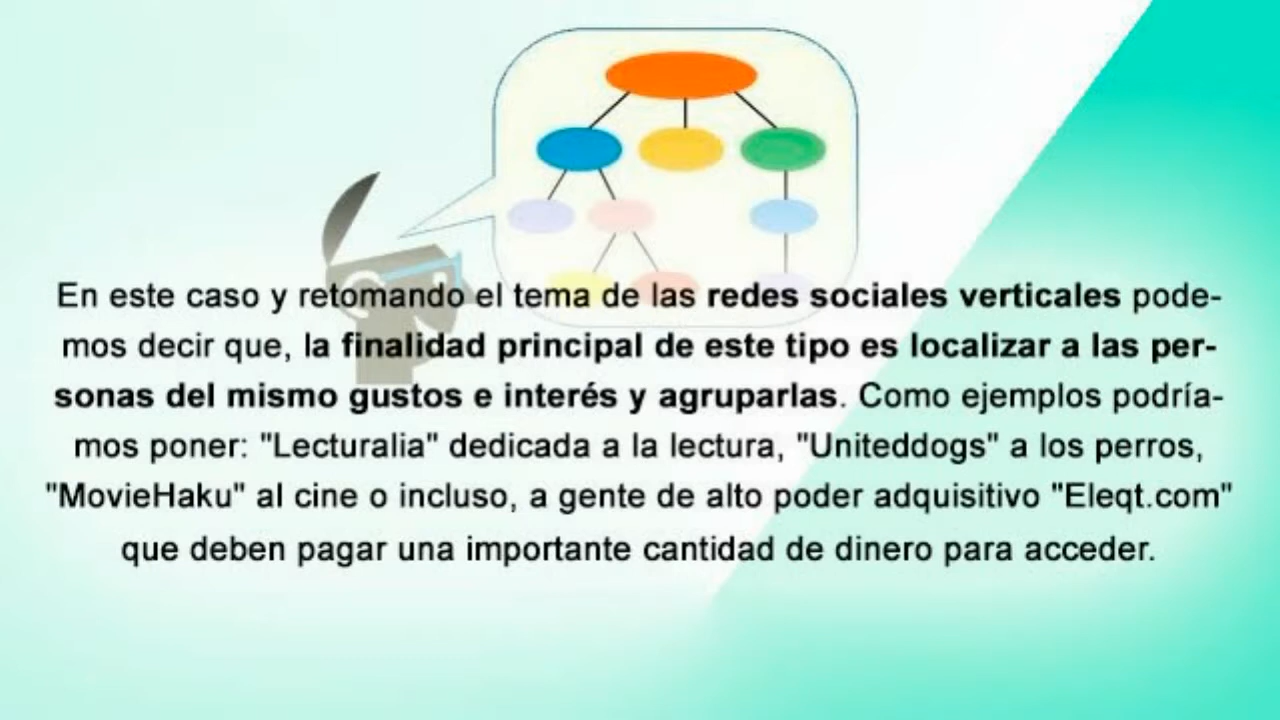 En este caso y retomando el tema de las redes sociales verticales pode-
mos decir que, la finalidad principal de este tipo es localizar a las per-
sonas del mismo gustos e interés y agruparlas. Como ejemplos podría-
mos poner: "Lecturalia" dedicada a la lectura, "Uniteddogs" a los perros,
"MovieHaku" al cine o incluso, a gente de alto poder adquisitivo "Eleqt.com"
que deben pagar una importante cantidad de dinero para acceder.